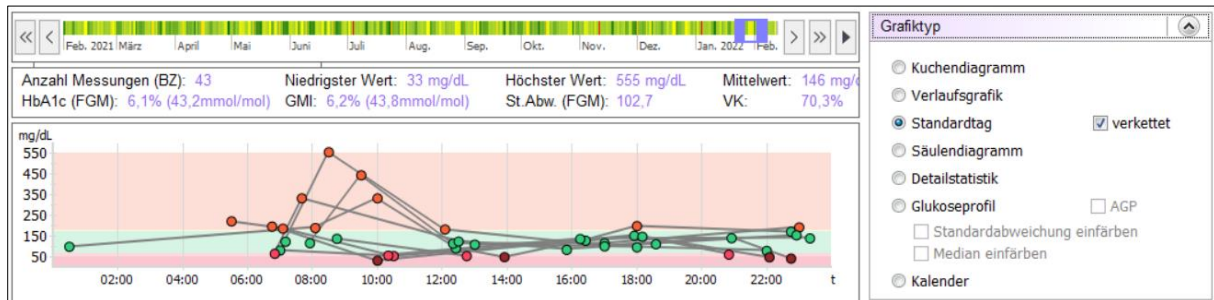 Feb. 2021 März April Mai Juni Juli Aug. Sep. Okt. Nov. Dez. Jan. 2022 Feb.
Anzahl Messungen (BZ): 43 Niedrigster Wert: 33 mg/dL Höchster Wert: 555 mg/dL Mittelwert: 146 mg/
HbA1c (FGM): 6,1% (43,2mmol/mol) GMI: 6,2% (43,8mmol/mol) St.Abw. (FGM): 102,7 VK: 70,3%
mg/dL
550
450
350
250
150
50
02:00 04:00 06:00 08:00 10:00 12:00 14:00 16:00 18:00 20:00 22:00 t
Grafiktyp
Kuchendiagramm
Verlaufsgrafik
Standardtag verkettet
Säulendiagramm
Detailstatistik
Glukoseprofil AGP
Standardabweichung einfärben
Median einfärben
Kalender